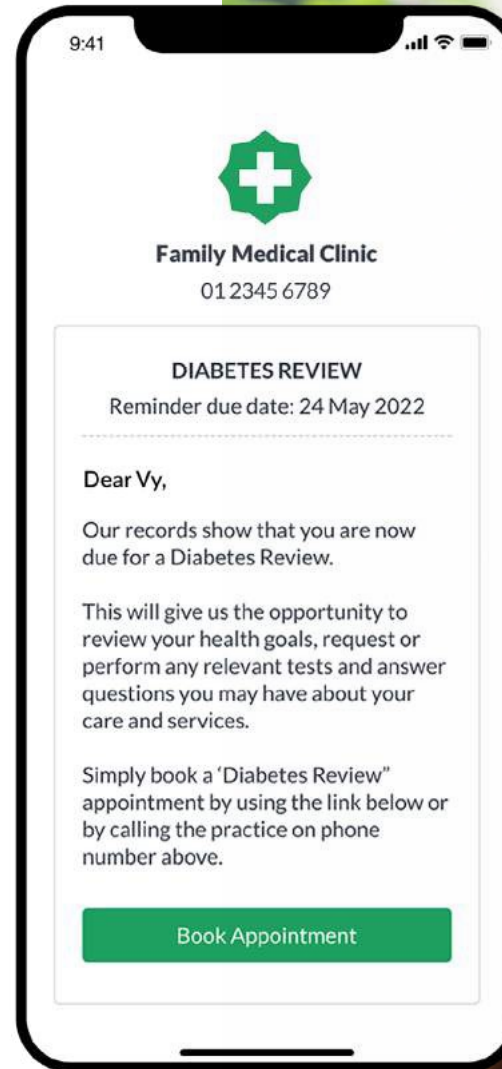 9:41
Family Medical Clinic
01 2345 6789
DIABETES REVIEW
Reminder due date: 24 May 2022
Dear Vy,
Our records show that you are now
due for a Diabetes Review.
This will give us the opportunity to
review your health goals, request or
perform any relevant tests and answer
questions you may have about your
care and services.
Simply book a ‘Diabetes Review”
appointment by using the link below or
by calling the practice on phone
number above.
Book Appointment